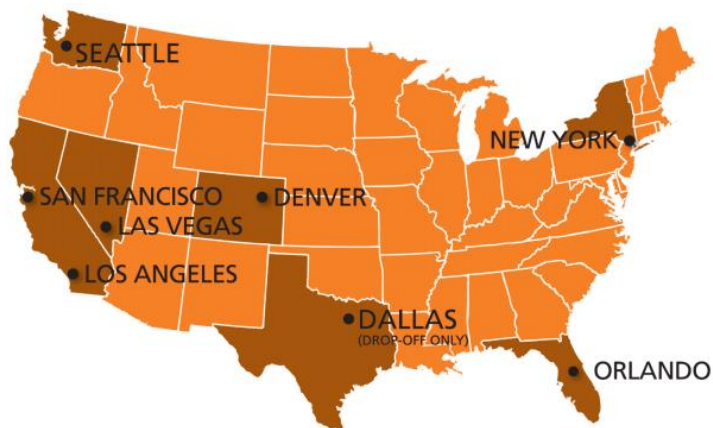 SEATTLE
NEW YORK
SAN FRANCISCO
DENVER
LAS VEGAS
LOS ANGELES
DALLAS
(DROP-OFF ONLY)
ORLANDO